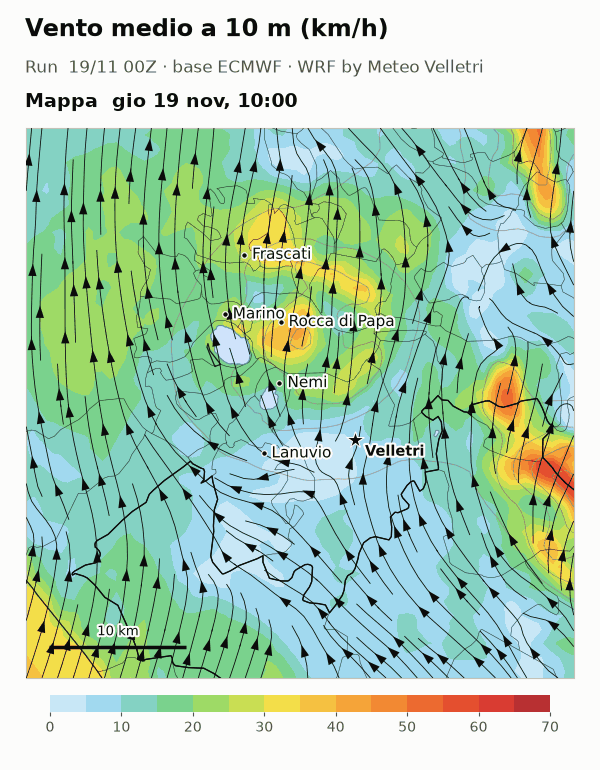 Vento medio a 10 m (km/h)
Run 19/11 00Z · base ECMWF · WRF by Meteo Velletri
Mappa gio 19 nov, 10:00
Frascati
Marino
Rocca di Papa
Nemi
Velletri
Lanuvio
10 km
0 10 20 30 40 50 60 70